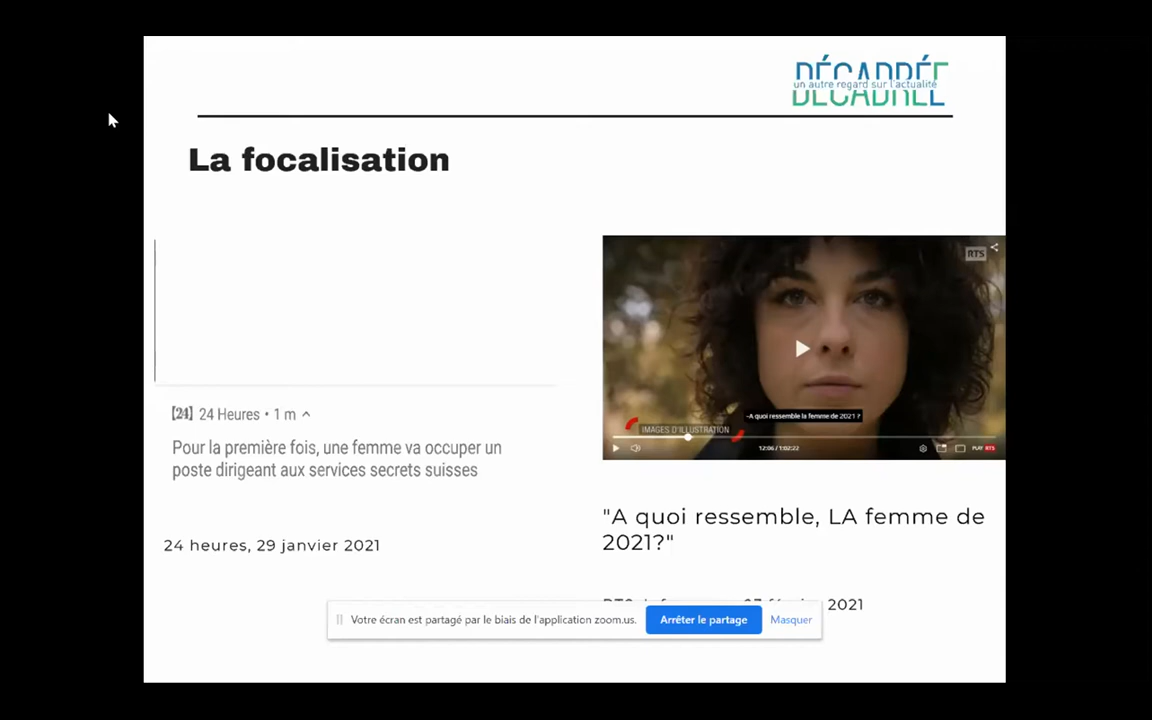 DÉCADRÉE
un autre regard sur l'actualité
La focalisation
RTS
-A quoi ressemble la femme de 2021 ?
IMAGES D'ILLUSTRATION
12:06 / 1:02:22
PLAY RTS
[24] 24 Heures • 1 m
Pour la première fois, une femme va occuper un
poste dirigeant aux services secrets suisses
24 heures, 29 janvier 2021
"A quoi ressemble, LA femme de
2021?"
2021
Votre écran est partagé par le biais de l'application zoom.us.
Arrêter le partage
Masquer